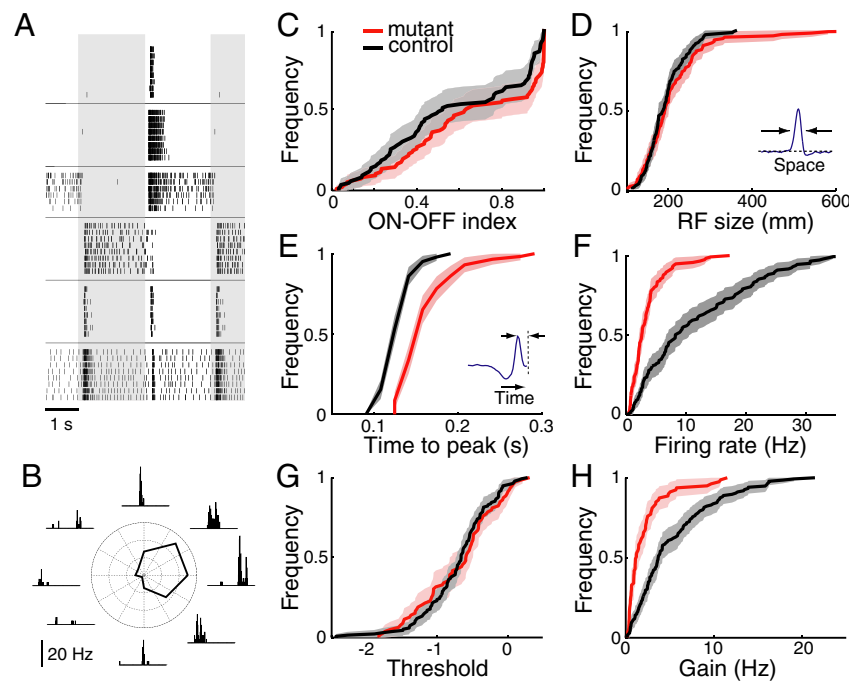 A
1 s
B
20 Hz
C
mutant
control
Frequency
1
0.5
0
0
0.4
0.8
ON-OFF index
D
Frequency
1
0.5
0
200
400
600
RF size (mm)
Space
E
Frequency
1
0.5
0
0.1
0.2
0.3
Time to peak (s)
Time
F
Frequency
1
0.5
0
0
10
20
30
Firing rate (Hz)
G
Frequency
1
0.5
0
-2
-1
0
Threshold
H
Frequency
1
0.5
0
0
10
20
Gain (Hz)